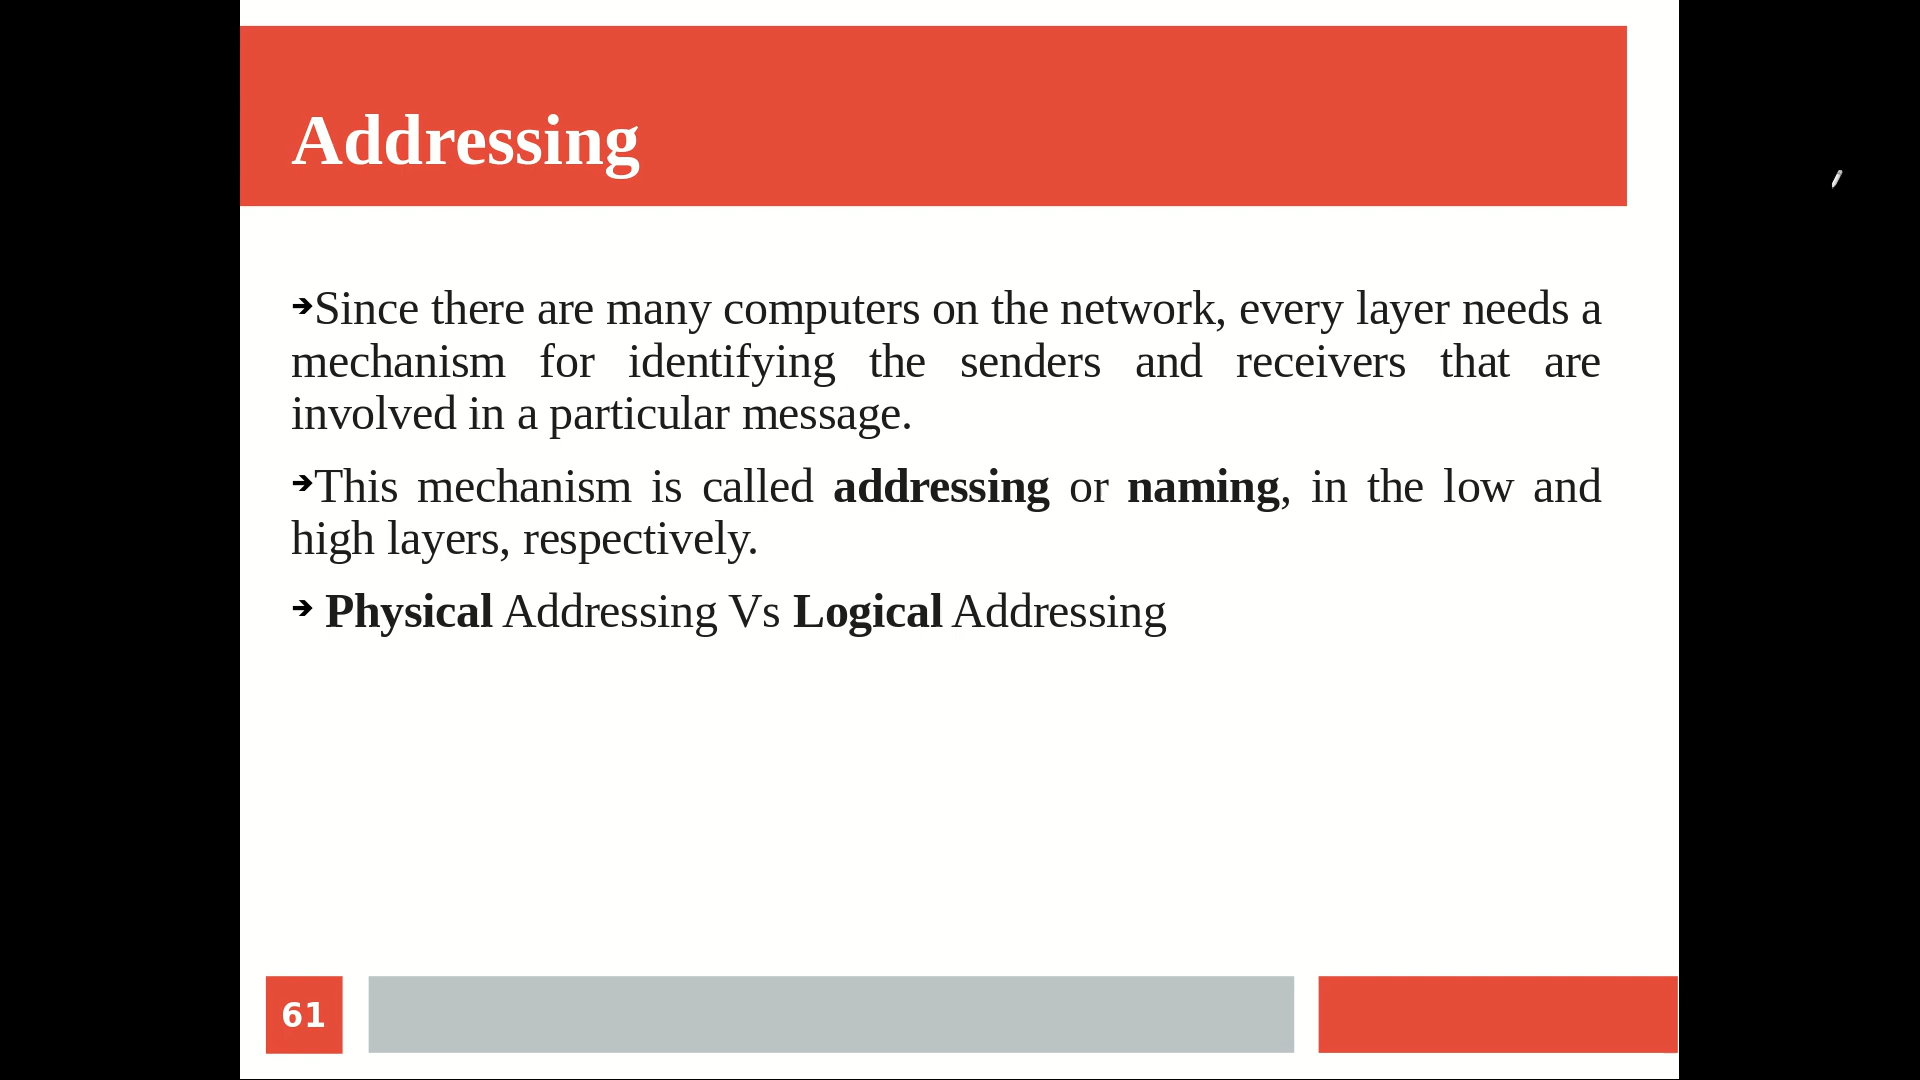 Addressing
➔Since there are many computers on the network, every layer needs a
mechanism for identifying the senders and receivers that are
involved in a particular message.
➔This mechanism is called addressing or naming, in the low and
high layers, respectively.
➔ Physical Addressing Vs Logical Addressing
61